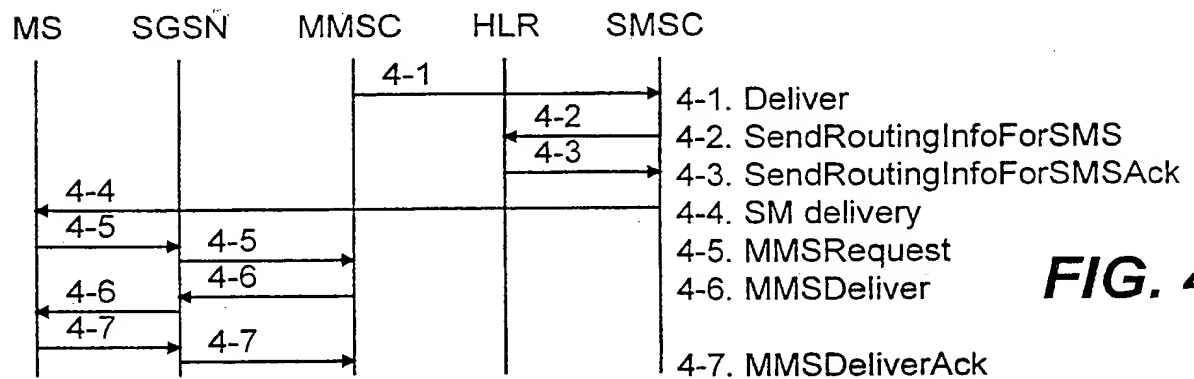 MS SGSN MMSC HLR SMSC
4-1
4-1. Deliver
4-2
4-2. SendRoutingInfoForSMS
4-3
4-3. SendRoutingInfoForSMSAck
4-4
4-4. SM delivery
4-5
4-5
4-5. MMSRequest
4-6
4-6
4-6. MMSDeliver
FIG. 4
4-7
4-7
4-7. MMSDeliverAck